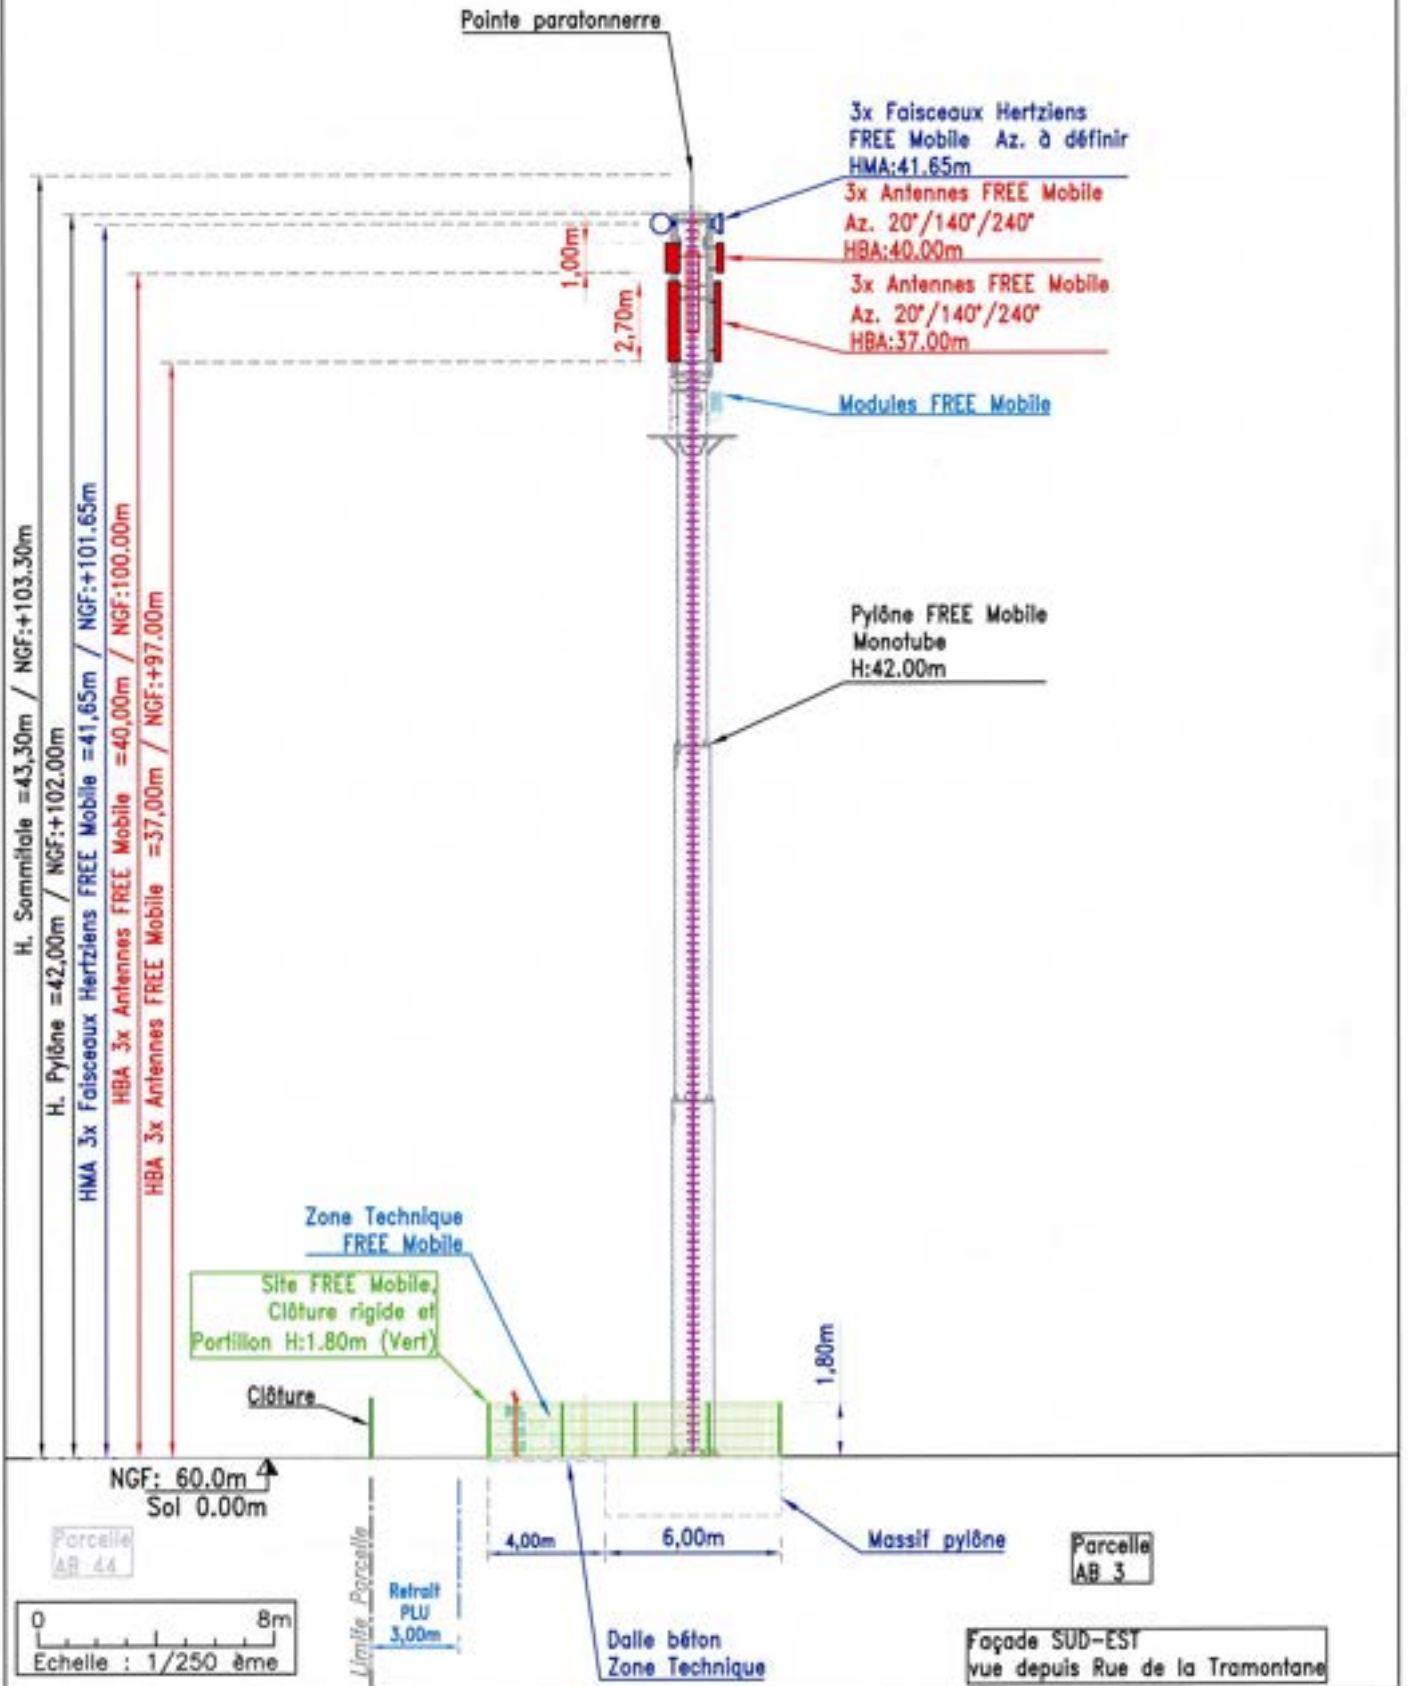 Pointe paratonnerre
3x Faisceaux Hertziens
FREE Mobile Az. à définir
HMA:41.65m
3x Antennes FREE Mobile
Az. 20°/140°/240°
HBA:40.00m
3x Antennes FREE Mobile
Az. 20°/140°/240°
HBA:37.00m
1,00m
2,70m
Modules FREE Mobile
Pylône FREE Mobile
Monotube
H:42.00m
H. Sommitale =43,30m / NGF:+103.30m
H. Pylône =42,00m / NGF:+102.00m
HMA 3x Faisceaux Hertziens FREE Mobile =41,65m / NGF:+101.65m
HBA 3x Antennes FREE Mobile =40,00m / NGF:100.00m
HBA 3x Antennes FREE Mobile =37,00m / NGF:+97.00m
Zone Technique
FREE Mobile
Site FREE Mobile,
Clôture rigide et
Portillon H:1.80m (Vert)
Clôture
1,80m
NGF: 60.0m
Sol 0.00m
Parcelle
AB 44
Limite Parcelle
Retrait
PLU
3,00m
4,00m
6,00m
Massif pylône
Parcelle
AB 3
Dalle béton
Zone Technique
0 8m
Echelle : 1/250 ème
Façade SUD-EST
vue depuis Rue de la Tramontane